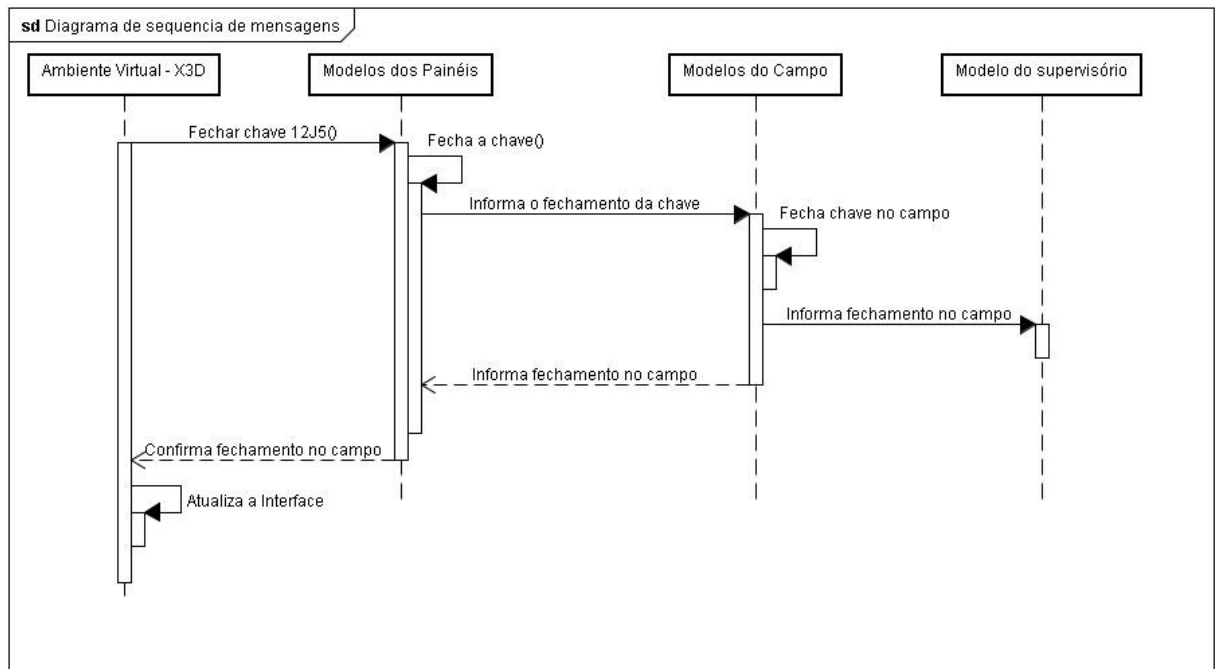 sd Diagrama de sequencia de mensagens
Ambiente Virtual - X3D
Modelos dos Painéis
Modelos do Campo
Modelo do supervisório
Fechar chave 12J5()
Fecha a chave()
Informa o fechamento da chave
Fecha chave no campo
Informa fechamento no campo
Informa fechamento no campo
Confirma fechamento no campo
Atualiza a Interface